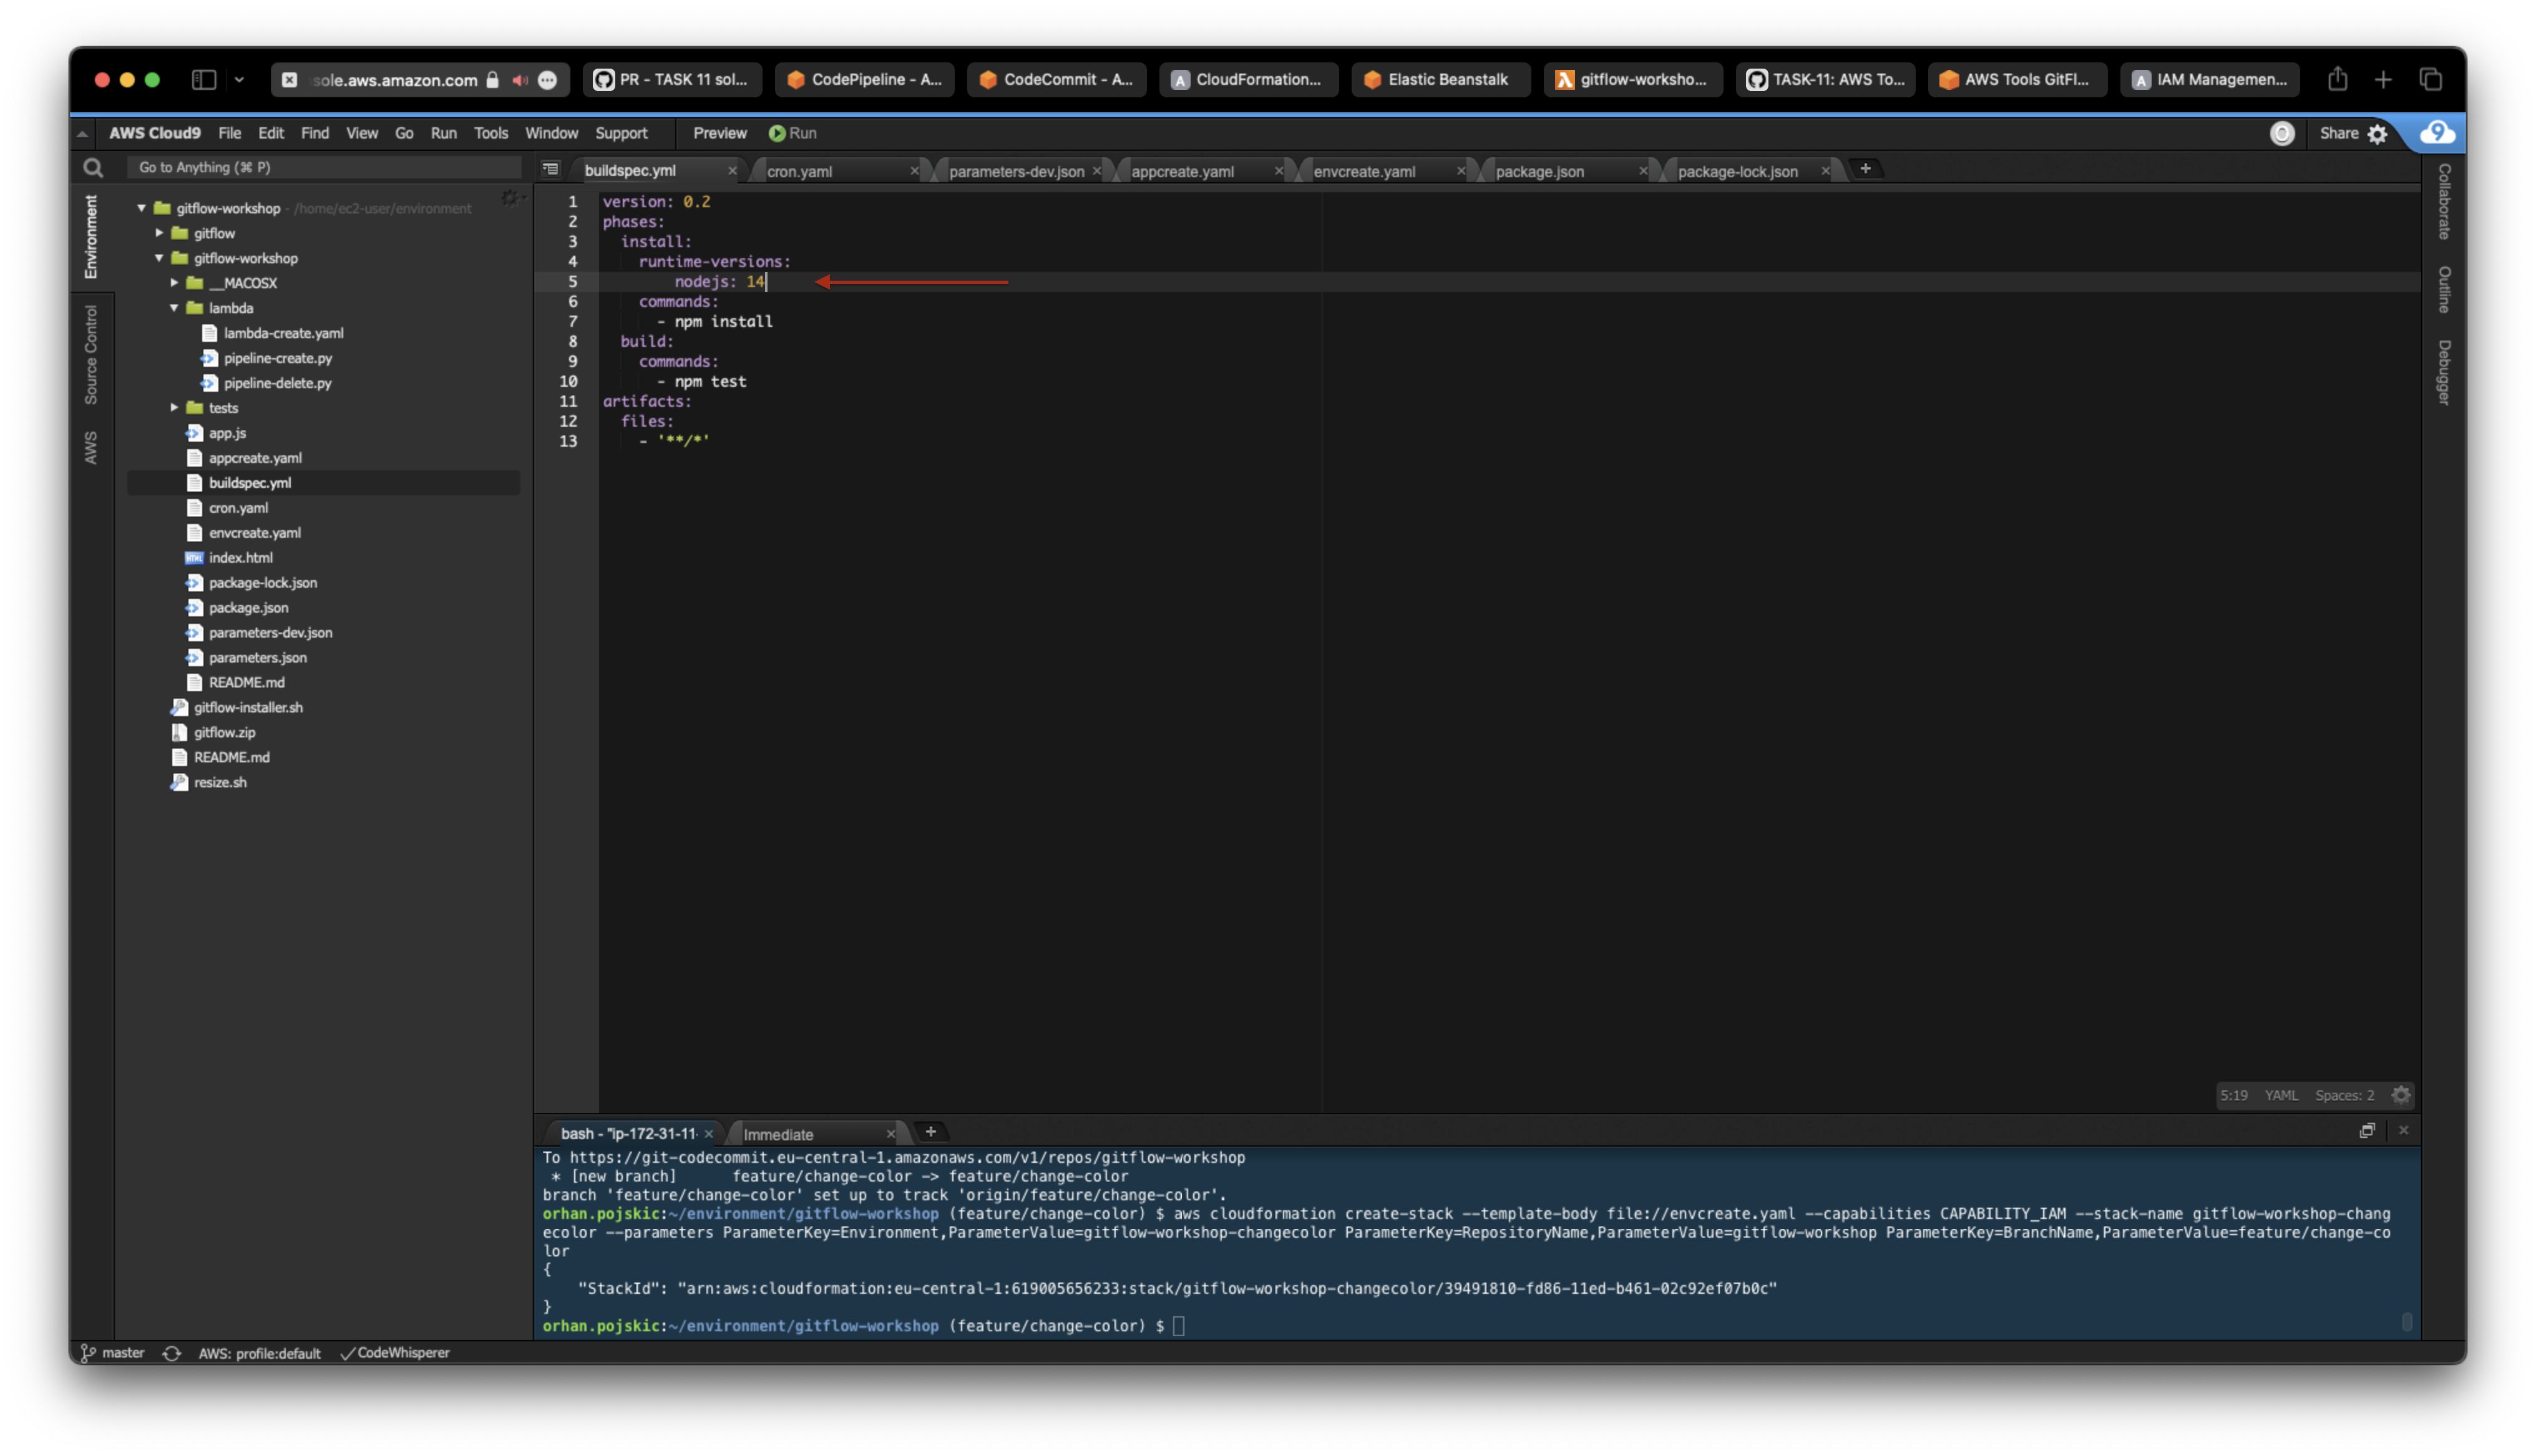 sole.aws.amazon.com
PR - TASK 11 sol...
CodePipeline - A...
CodeCommit - A...
A CloudFormation...
Elastic Beanstalk
gitflow-worksho...
TASK-11: AWS To...
AWS Tools GitFl...
A IAM Managemen...
AWS Cloud9 File Edit Find View Go Run Tools Window Support Preview Run
O Share 9
Go to Anything (⌘ P)
buildspec.yml
cron.yaml
parameters-dev.json
appcreate.yaml
envcreate.yaml
package.json
package-lock.json
Environment
Source Control
AWS
gitflow-workshop - /home/ec2-user/environment
gitflow
gitflow-workshop
__MACOSX
lambda
lambda-create.yaml
pipeline-create.py
pipeline-delete.py
tests
app.js
appcreate.yaml
buildspec.yml
cron.yaml
envcreate.yaml
HTML index.html
package-lock.json
package.json
parameters-dev.json
parameters.json
README.md
gitflow-installer.sh
gitflow.zip
README.md
resize.sh
1 version: 0.2
2 phases:
3 install:
4 runtime-versions:
5 nodejs: 14
6 commands:
7 - npm install
8 build:
9 commands:
10 - npm test
11 artifacts:
12 files:
13 - '**/*'
Collaborate
Outline
Debugger
5:19 YAML Spaces: 2
bash - "ip-172-31-11-
Immediate
To https://git-codecommit.eu-central-1.amazonaws.com/v1/repos/gitflow-workshop
* [new branch] feature/change-color -> feature/change-color
branch 'feature/change-color' set up to track 'origin/feature/change-color'.
orhan.pojskic:~/environment/gitflow-workshop (feature/change-color) $ aws cloudformation create-stack --template-body file://envcreate.yaml --capabilities CAPABILITY_IAM --stack-name gitflow-workshop-chang
ecolor --parameters ParameterKey=Environment,ParameterValue=gitflow-workshop-changecolor ParameterKey=RepositoryName,ParameterValue=gitflow-workshop ParameterKey=BranchName,ParameterValue=feature/change-co
lor
{
"StackId": "arn:aws:cloudformation:eu-central-1:619005656233:stack/gitflow-workshop-changecolor/39491810-fd86-11ed-b461-02c92ef07b0c"
}
orhan.pojskic:~/environment/gitflow-workshop (feature/change-color) $
master AWS: profile:default CodeWhisperer